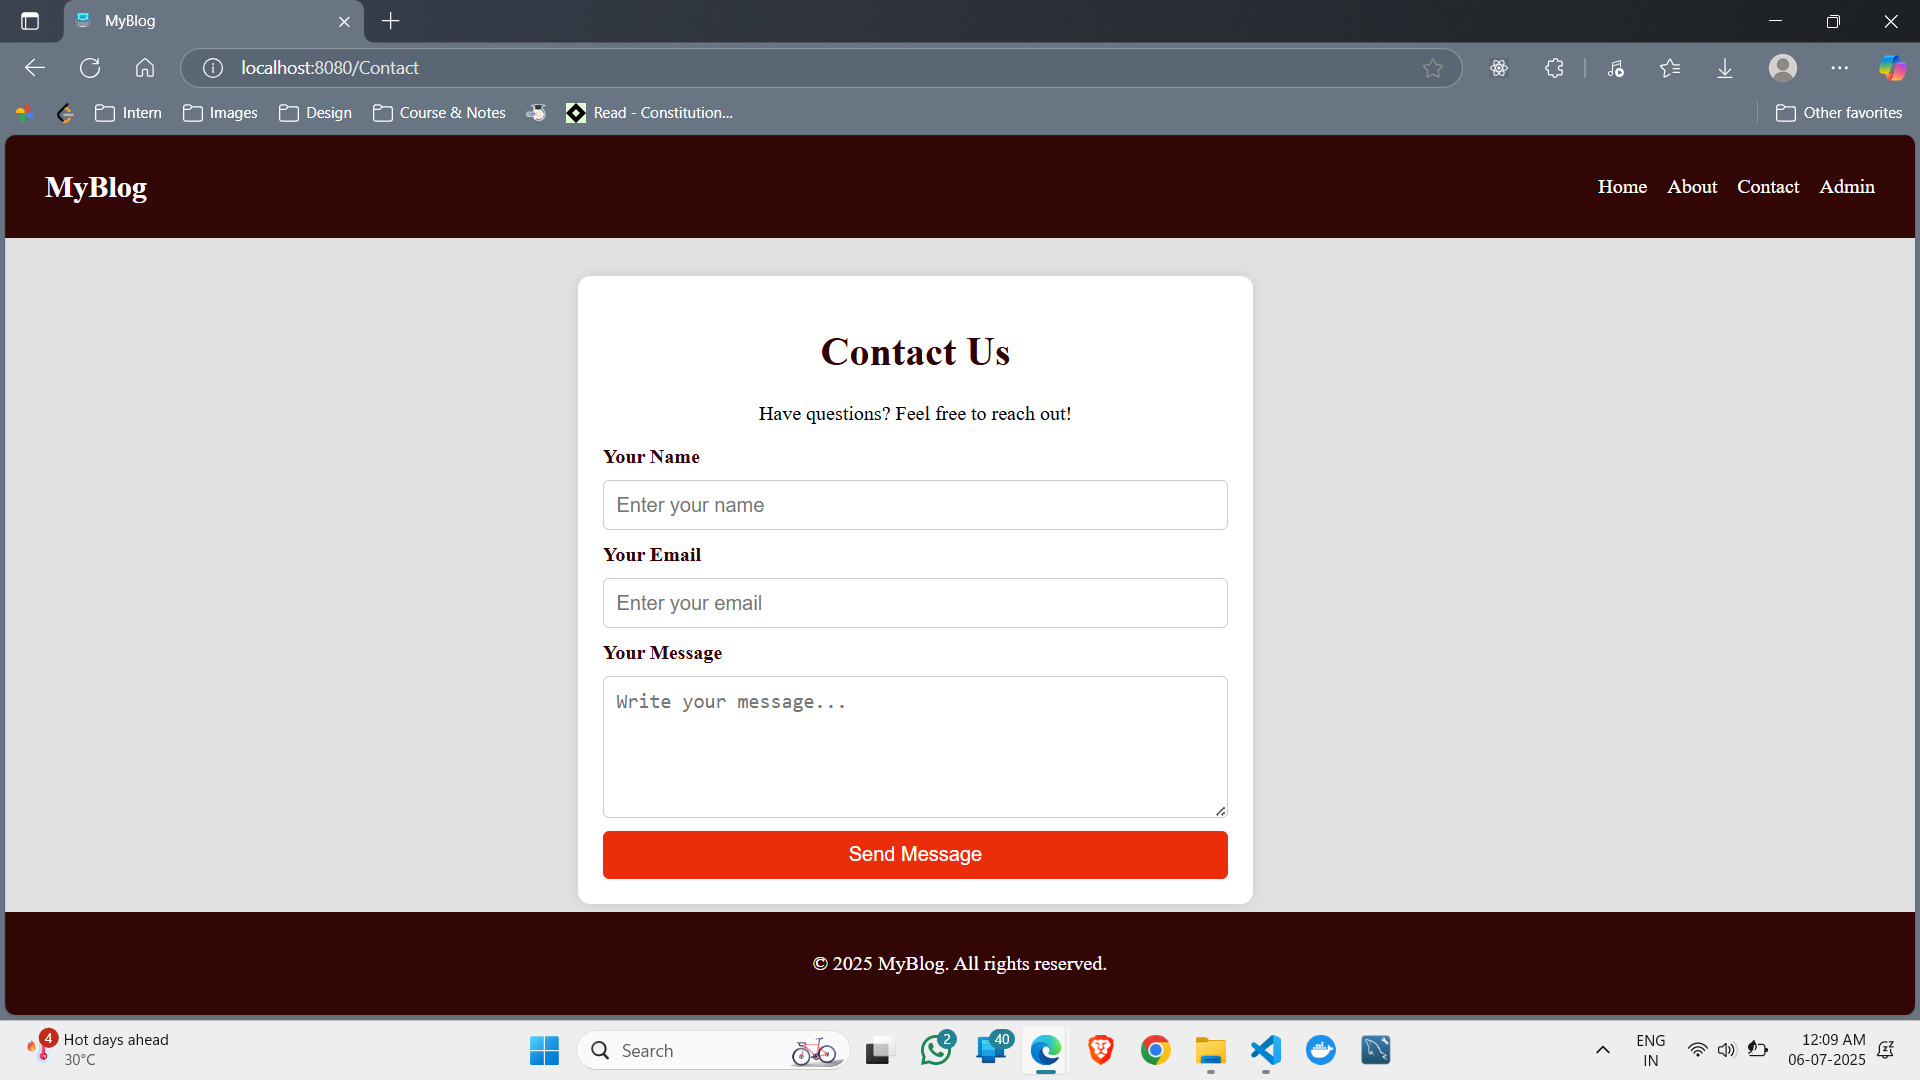 MyBlog
localhost:8080/Contact
Intern
Images
Design
Course & Notes
Read - Constitution...
Other favorites
MyBlog
Home About Contact Admin
Contact Us
Have questions? Feel free to reach out!
Your Name
Enter your name
Your Email
Enter your email
Your Message
Write your message...
Send Message
© 2025 MyBlog. All rights reserved.
4
Hot days ahead
30°C
Search
2
40
ENG
IN
12:09 AM
06-07-2025